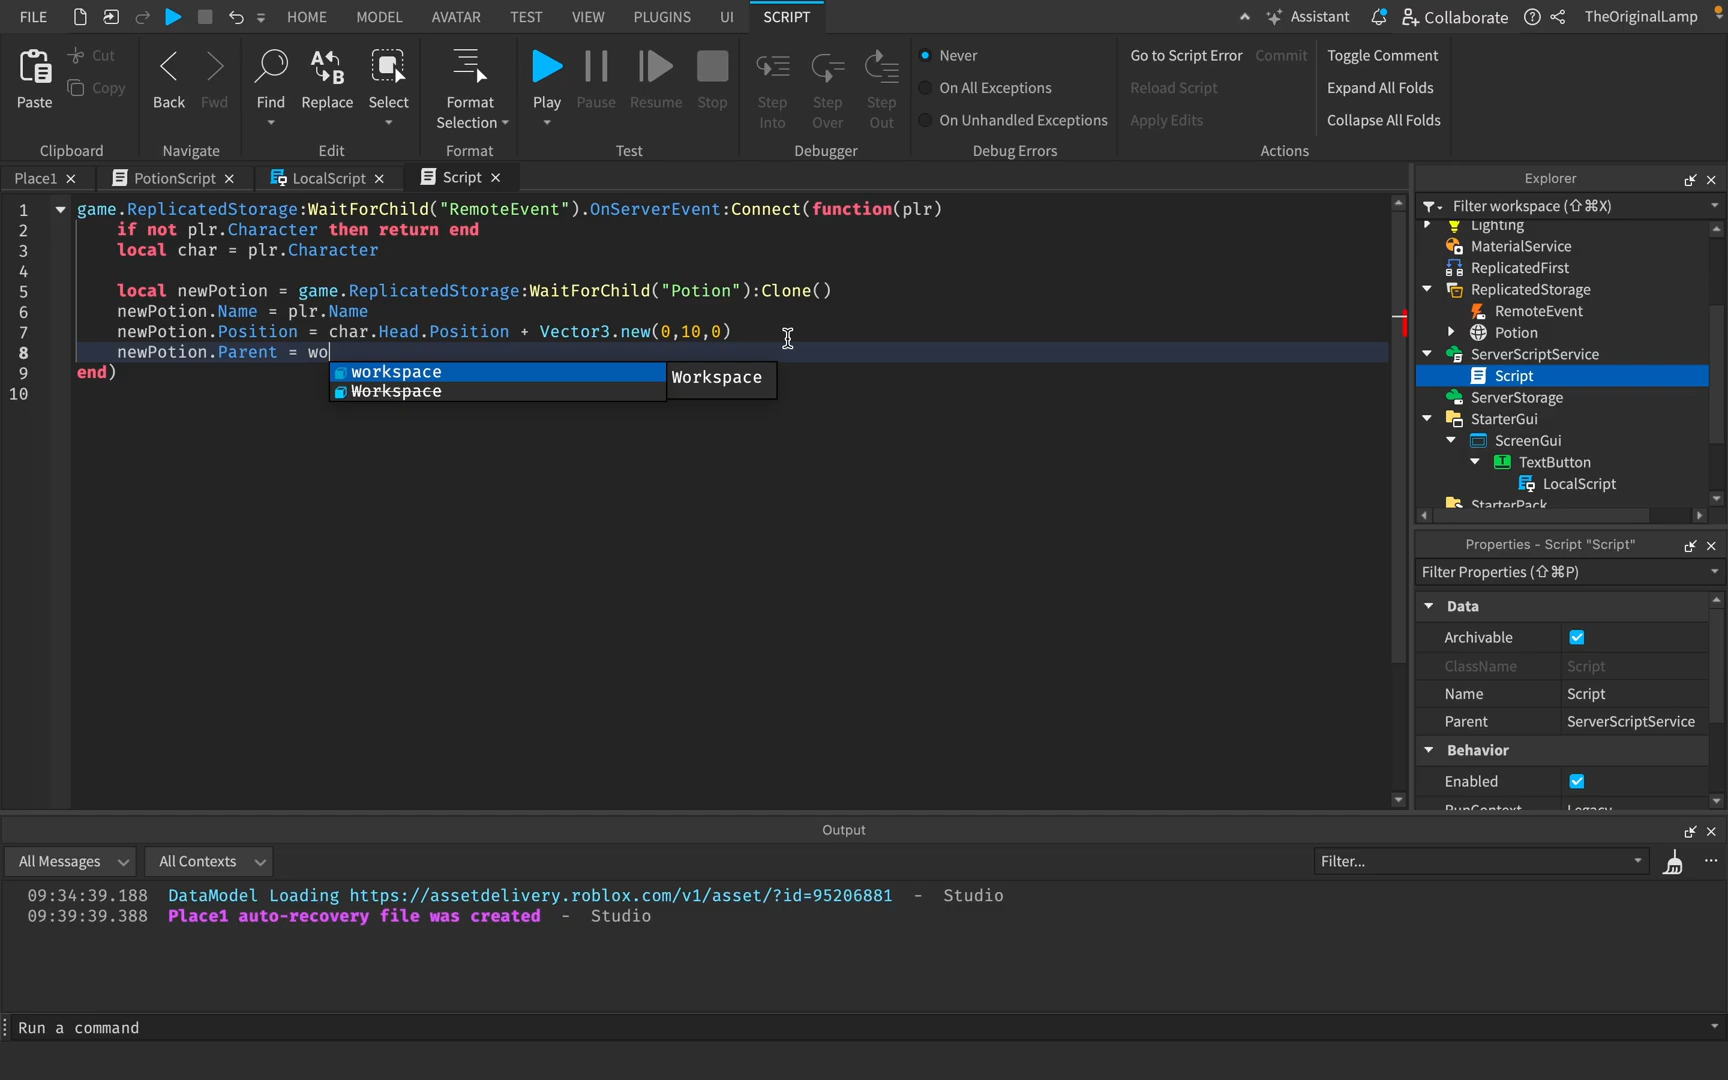 FILE HOME MODEL AVATAR TEST VIEW PLUGINS UI SCRIPT Assistant Collaborate TheOriginalLamp
Paste Cut Copy
Clipboard
Back Fwd
Navigate
Find Replace Select
Edit
Format Selection
Format
Play Pause Resume Stop
Test
Step Into Step Over Step Out
Debugger
Never
On All Exceptions
On Unhandled Exceptions
Debug Errors
Go to Script Error Commit Toggle Comment
Reload Script Expand All Folds
Apply Edits Collapse All Folds
Actions
Place1 PotionScript LocalScript Script
1 game.ReplicatedStorage:WaitForChild("RemoteEvent").OnServerEvent:Connect(function(plr)
2 if not plr.Character then return end
3 local char = plr.Character
4
5 local newPotion = game.ReplicatedStorage:WaitForChild("Potion"):Clone()
6 newPotion.Name = plr.Name
7 newPotion.Position = char.Head.Position + Vector3.new(0,10,0)
8 newPotion.Parent = wo
9 end)
10
workspace
Workspace
Workspace
Explorer
Filter workspace (⇧⌘X)
Lighting
MaterialService
ReplicatedFirst
ReplicatedStorage
RemoteEvent
Potion
ServerScriptService
Script
ServerStorage
StarterGui
ScreenGui
TextButton
LocalScript
StarterPack
Properties - Script "Script"
Filter Properties (⇧⌘P)
Data
Archivable
ClassName Script
Name Script
Parent ServerScriptService
Behavior
Enabled
RunContext Legacy
Output
All Messages All Contexts Filter...
09:34:39.188 DataModel Loading https://assetdelivery.roblox.com/v1/asset/?id=95206881 - Studio
09:39:39.388 Place1 auto-recovery file was created - Studio
Run a command